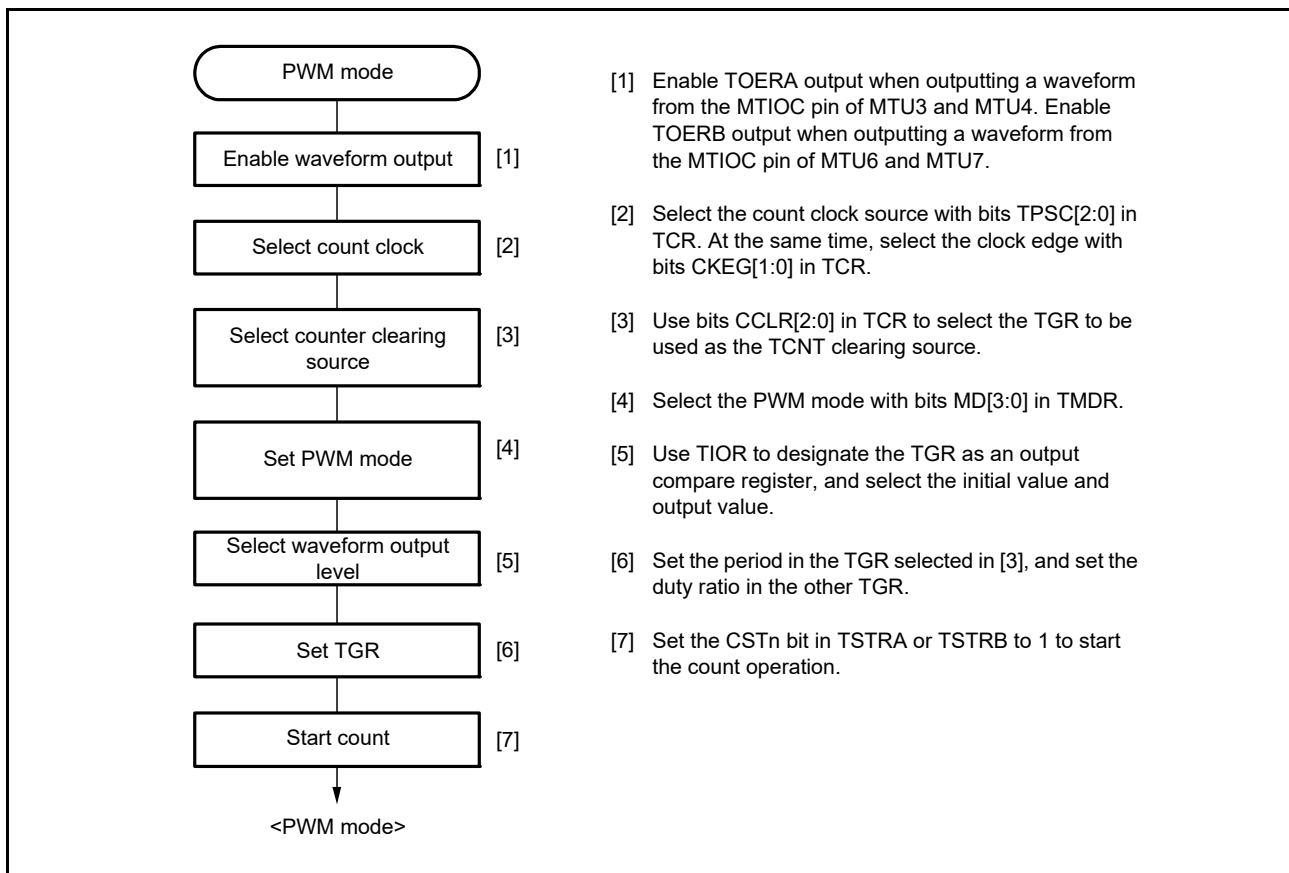 PWM mode
Enable waveform output [1]
Select count clock [2]
Select counter clearing
source
[3]
Set PWM mode [4]
Select waveform output
level
[5]
Set TGR [6]
Start count [7]
<PWM mode>
[1] Enable TOERA output when outputting a waveform
from the MTIOC pin of MTU3 and MTU4. Enable
TOERB output when outputting a waveform from
the MTIOC pin of MTU6 and MTU7.
[2] Select the count clock source with bits TPSC[2:0] in
TCR. At the same time, select the clock edge with
bits CKEG[1:0] in TCR.
[3] Use bits CCLR[2:0] in TCR to select the TGR to be
used as the TCNT clearing source.
[4] Select the PWM mode with bits MD[3:0] in TMDR.
[5] Use TIOR to designate the TGR as an output
compare register, and select the initial value and
output value.
[6] Set the period in the TGR selected in [3], and set the
duty ratio in the other TGR.
[7] Set the CSTn bit in TSTRA or TSTRB to 1 to start
the count operation.